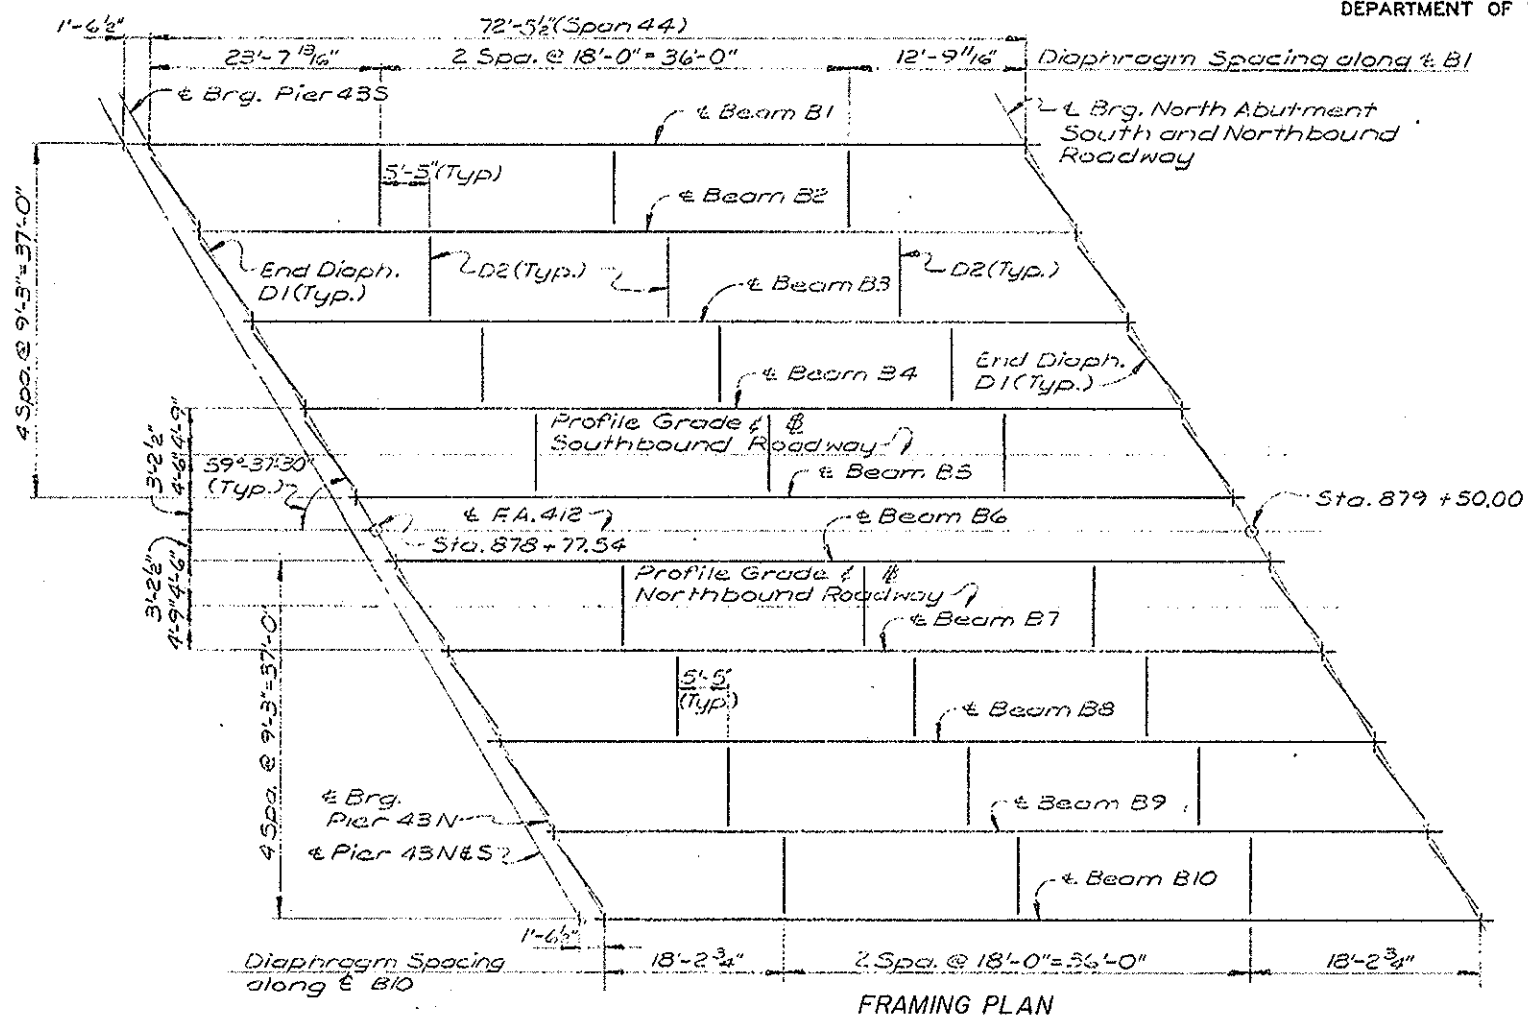 DEPARTMENT OF
1'-6½"
72'-5½" (Span 44)
23'-7 13/16"
2 Spa. @ 18'-0" = 36'-0"
12'-9 11/16"
Diaphragm Spacing along ℄ B1
℄ Brg. Pier 43S
℄ Beam B1
℄ Brg. North Abutment
South and Northbound
Roadway
5'-5" (Typ)
℄ Beam B2
4 Spa. @ 9'-3" = 37'-0"
End Diaph.
D1 (Typ.)
D2 (Typ.)
D2 (Typ.)
℄ Beam B3
End Diaph.
D1 (Typ.)
℄ Beam B4
Profile Grade &
Southbound Roadway
3'-2½"
4'-6" 4'-9"
59°-37'-30"
(Typ.)
℄ Beam B5
Sta. 879 + 50.00
℄ F.A. 412
℄ Beam B6
Sta. 878 + 77.54
Profile Grade &
Northbound Roadway
3'-2½"
4'-9" 4'-6"
℄ Beam B7
4 Spa. @ 9'-3" = 37'-0"
5'-5"
(Typ)
℄ Beam B8
℄ Brg.
Pier 43N
℄ Beam B9
℄ Pier 43N&S
℄ Beam B10
1'-6½"
Diaphragm Spacing
along ℄ B10
18'-2¾"
2 Spa. @ 18'-0" = 36'-0"
18'-2¾"
FRAMING PLAN